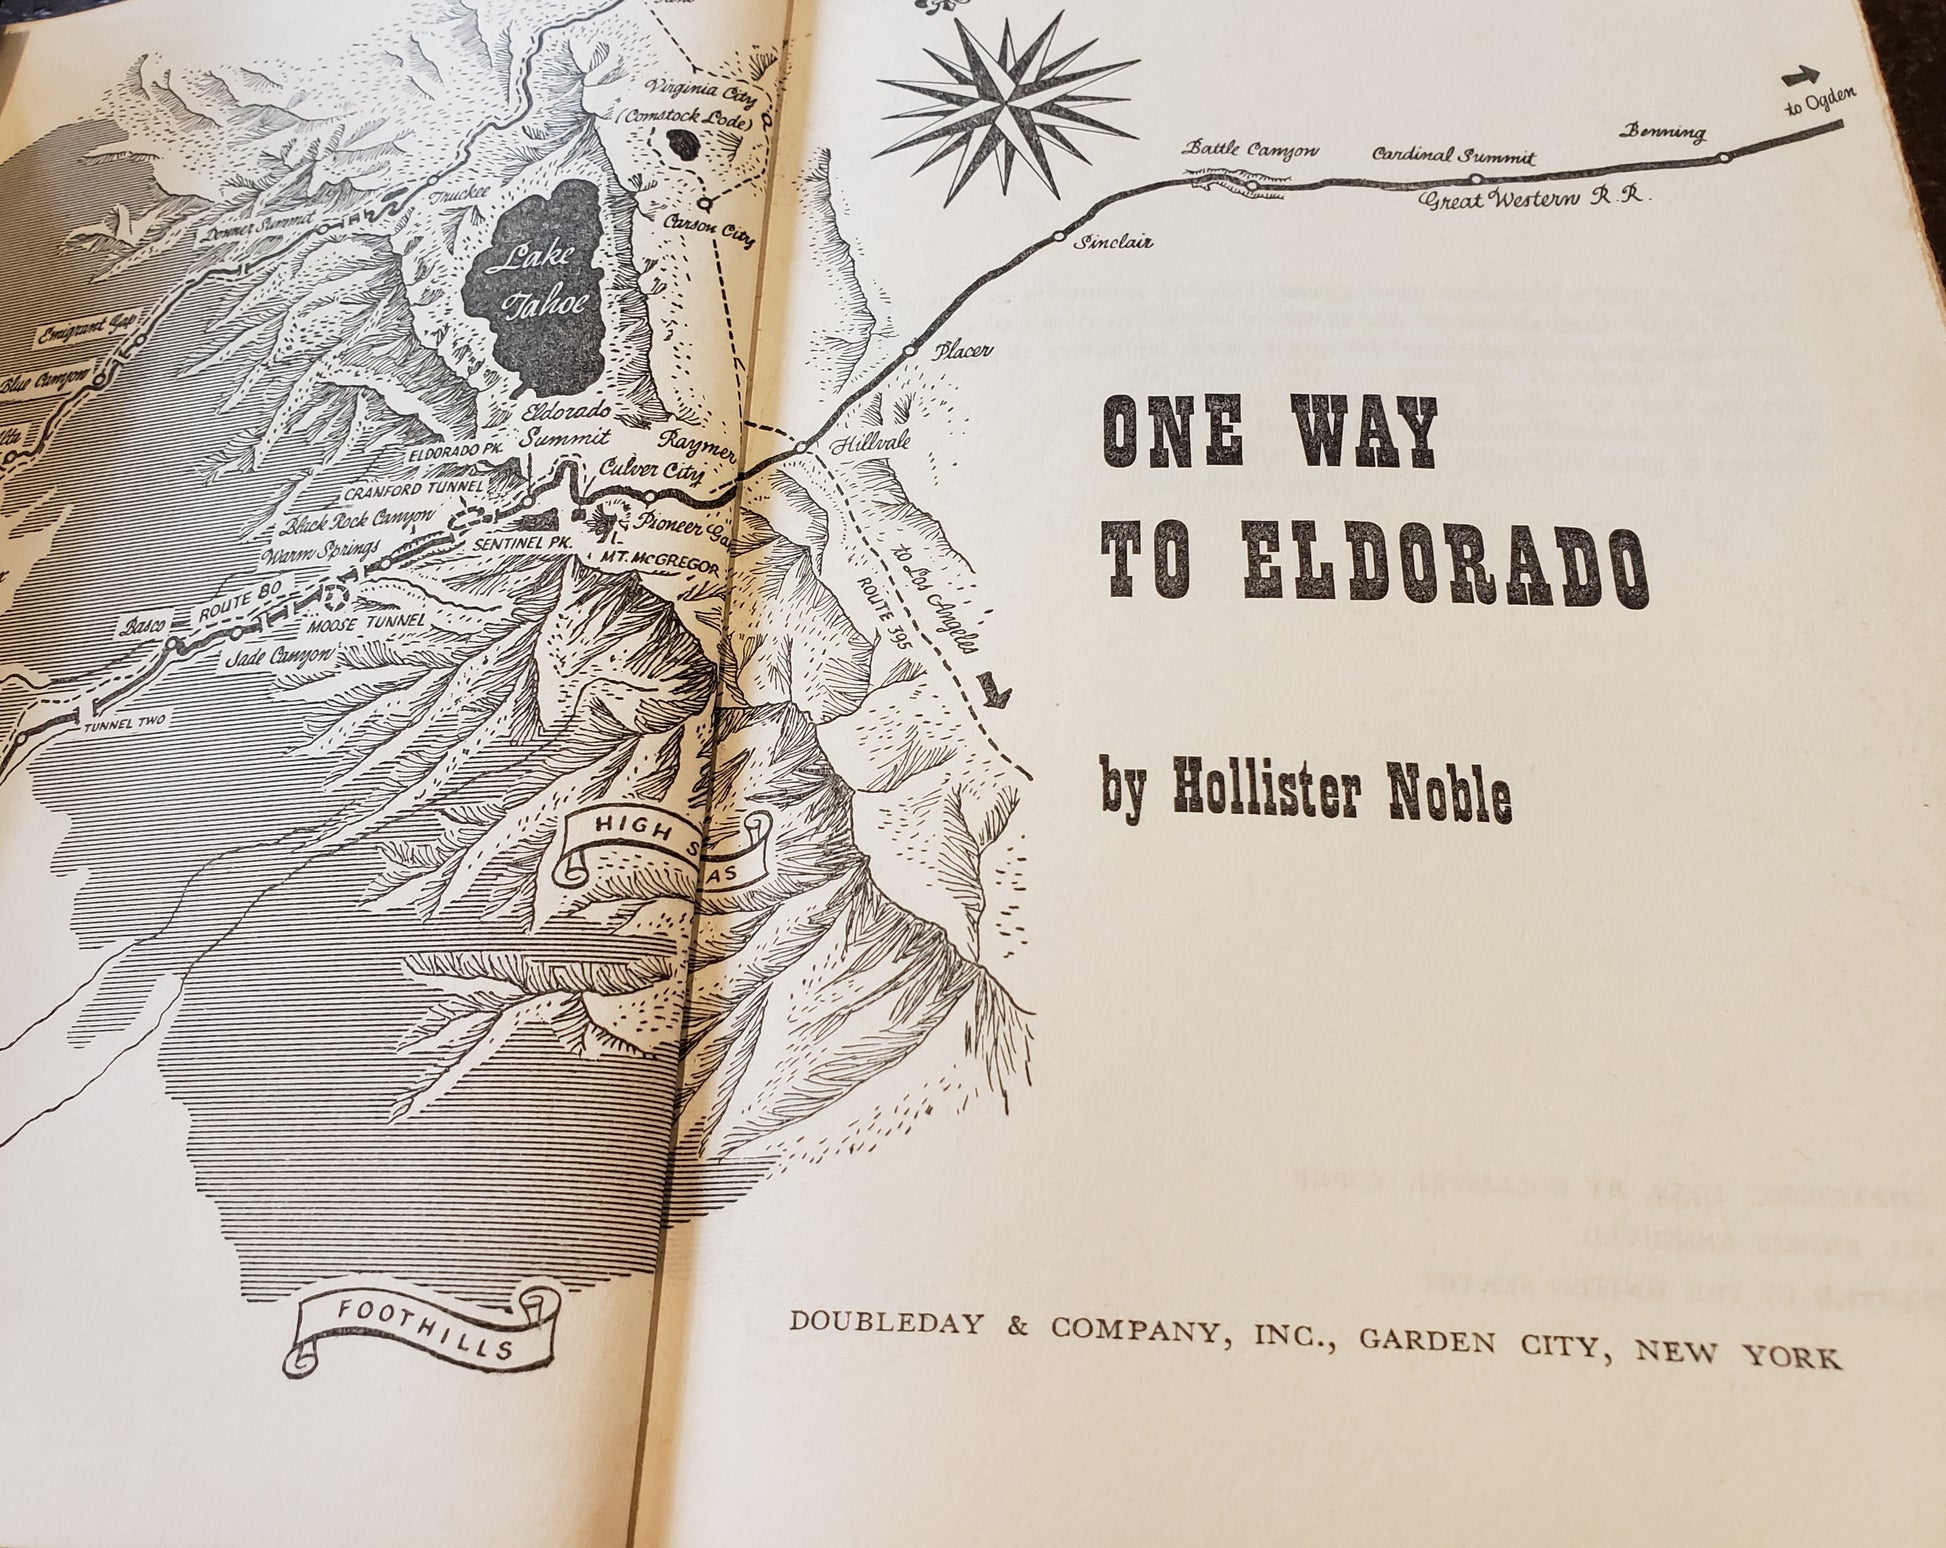 Virginia City
(Comstock Lode)
Carson City
Truckee
Donner Summit
Lake
Tahoe
Emigrant Gap
Blue Canyon
Alta
Eldorado
Summit
ELDORADO PK.
Raymer
Culver City
CRANFORD TUNNEL
Black Rock Canyon
Warm Springs
SENTINEL PK.
Pioneer
MT. McGREGOR
ROUTE 80
Basco
MOOSE TUNNEL
Jade Canyon
TUNNEL TWO
HIGH S
AS
FOOTHILLS
to Ogden
Benning
Battle Canyon
Cardinal Summit
Great Western R.R.
Sinclair
Placer
Hillvale
to Los Angeles
ROUTE 395
ONE WAY
TO ELDORADO
by Hollister Noble
DOUBLEDAY & COMPANY, INC., GARDEN CITY, NEW YORK